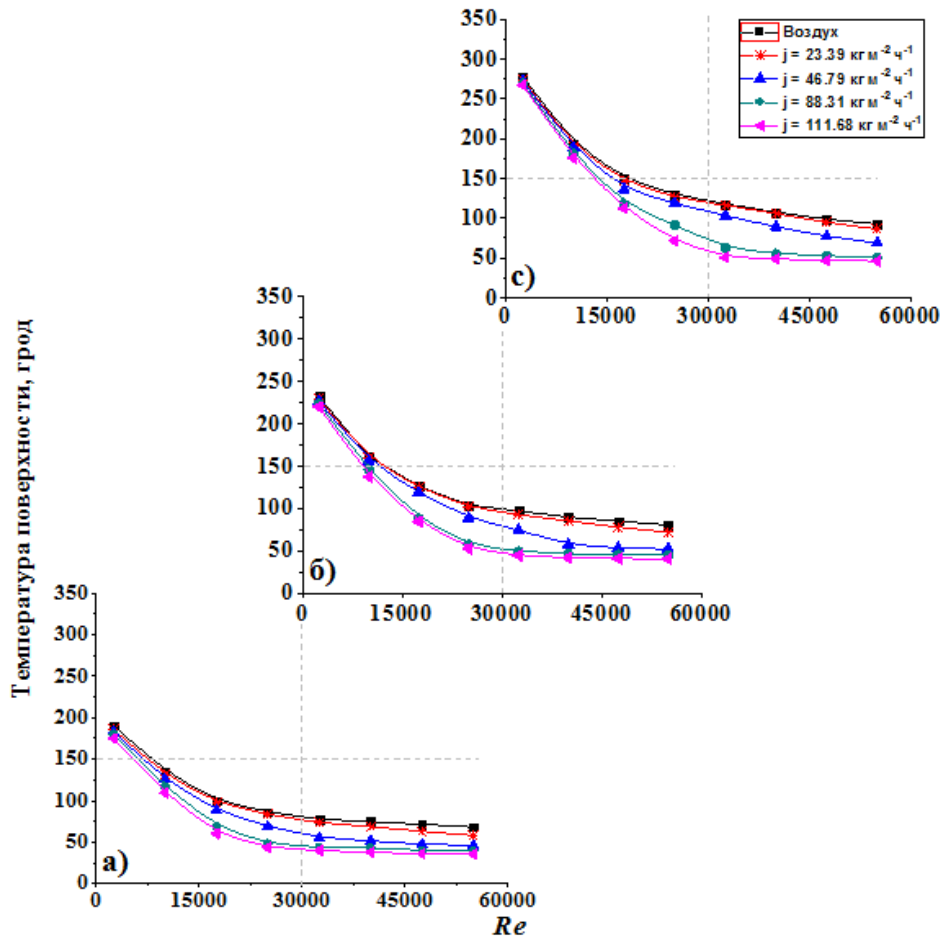 350
300
250
200
150
100
50
0
c)
0 15000 30000 45000 60000
Воздух
j = 23.39 кг м⁻² ч⁻¹
j = 46.79 кг м⁻² ч⁻¹
j = 88.31 кг м⁻² ч⁻¹
j = 111.68 кг м⁻² ч⁻¹
350
300
250
200
150
100
50
0
б)
0 15000 30000 45000 60000
Температура поверхности, грод
350
300
250
200
150
100
50
0
а)
0 15000 30000 45000 60000
Re